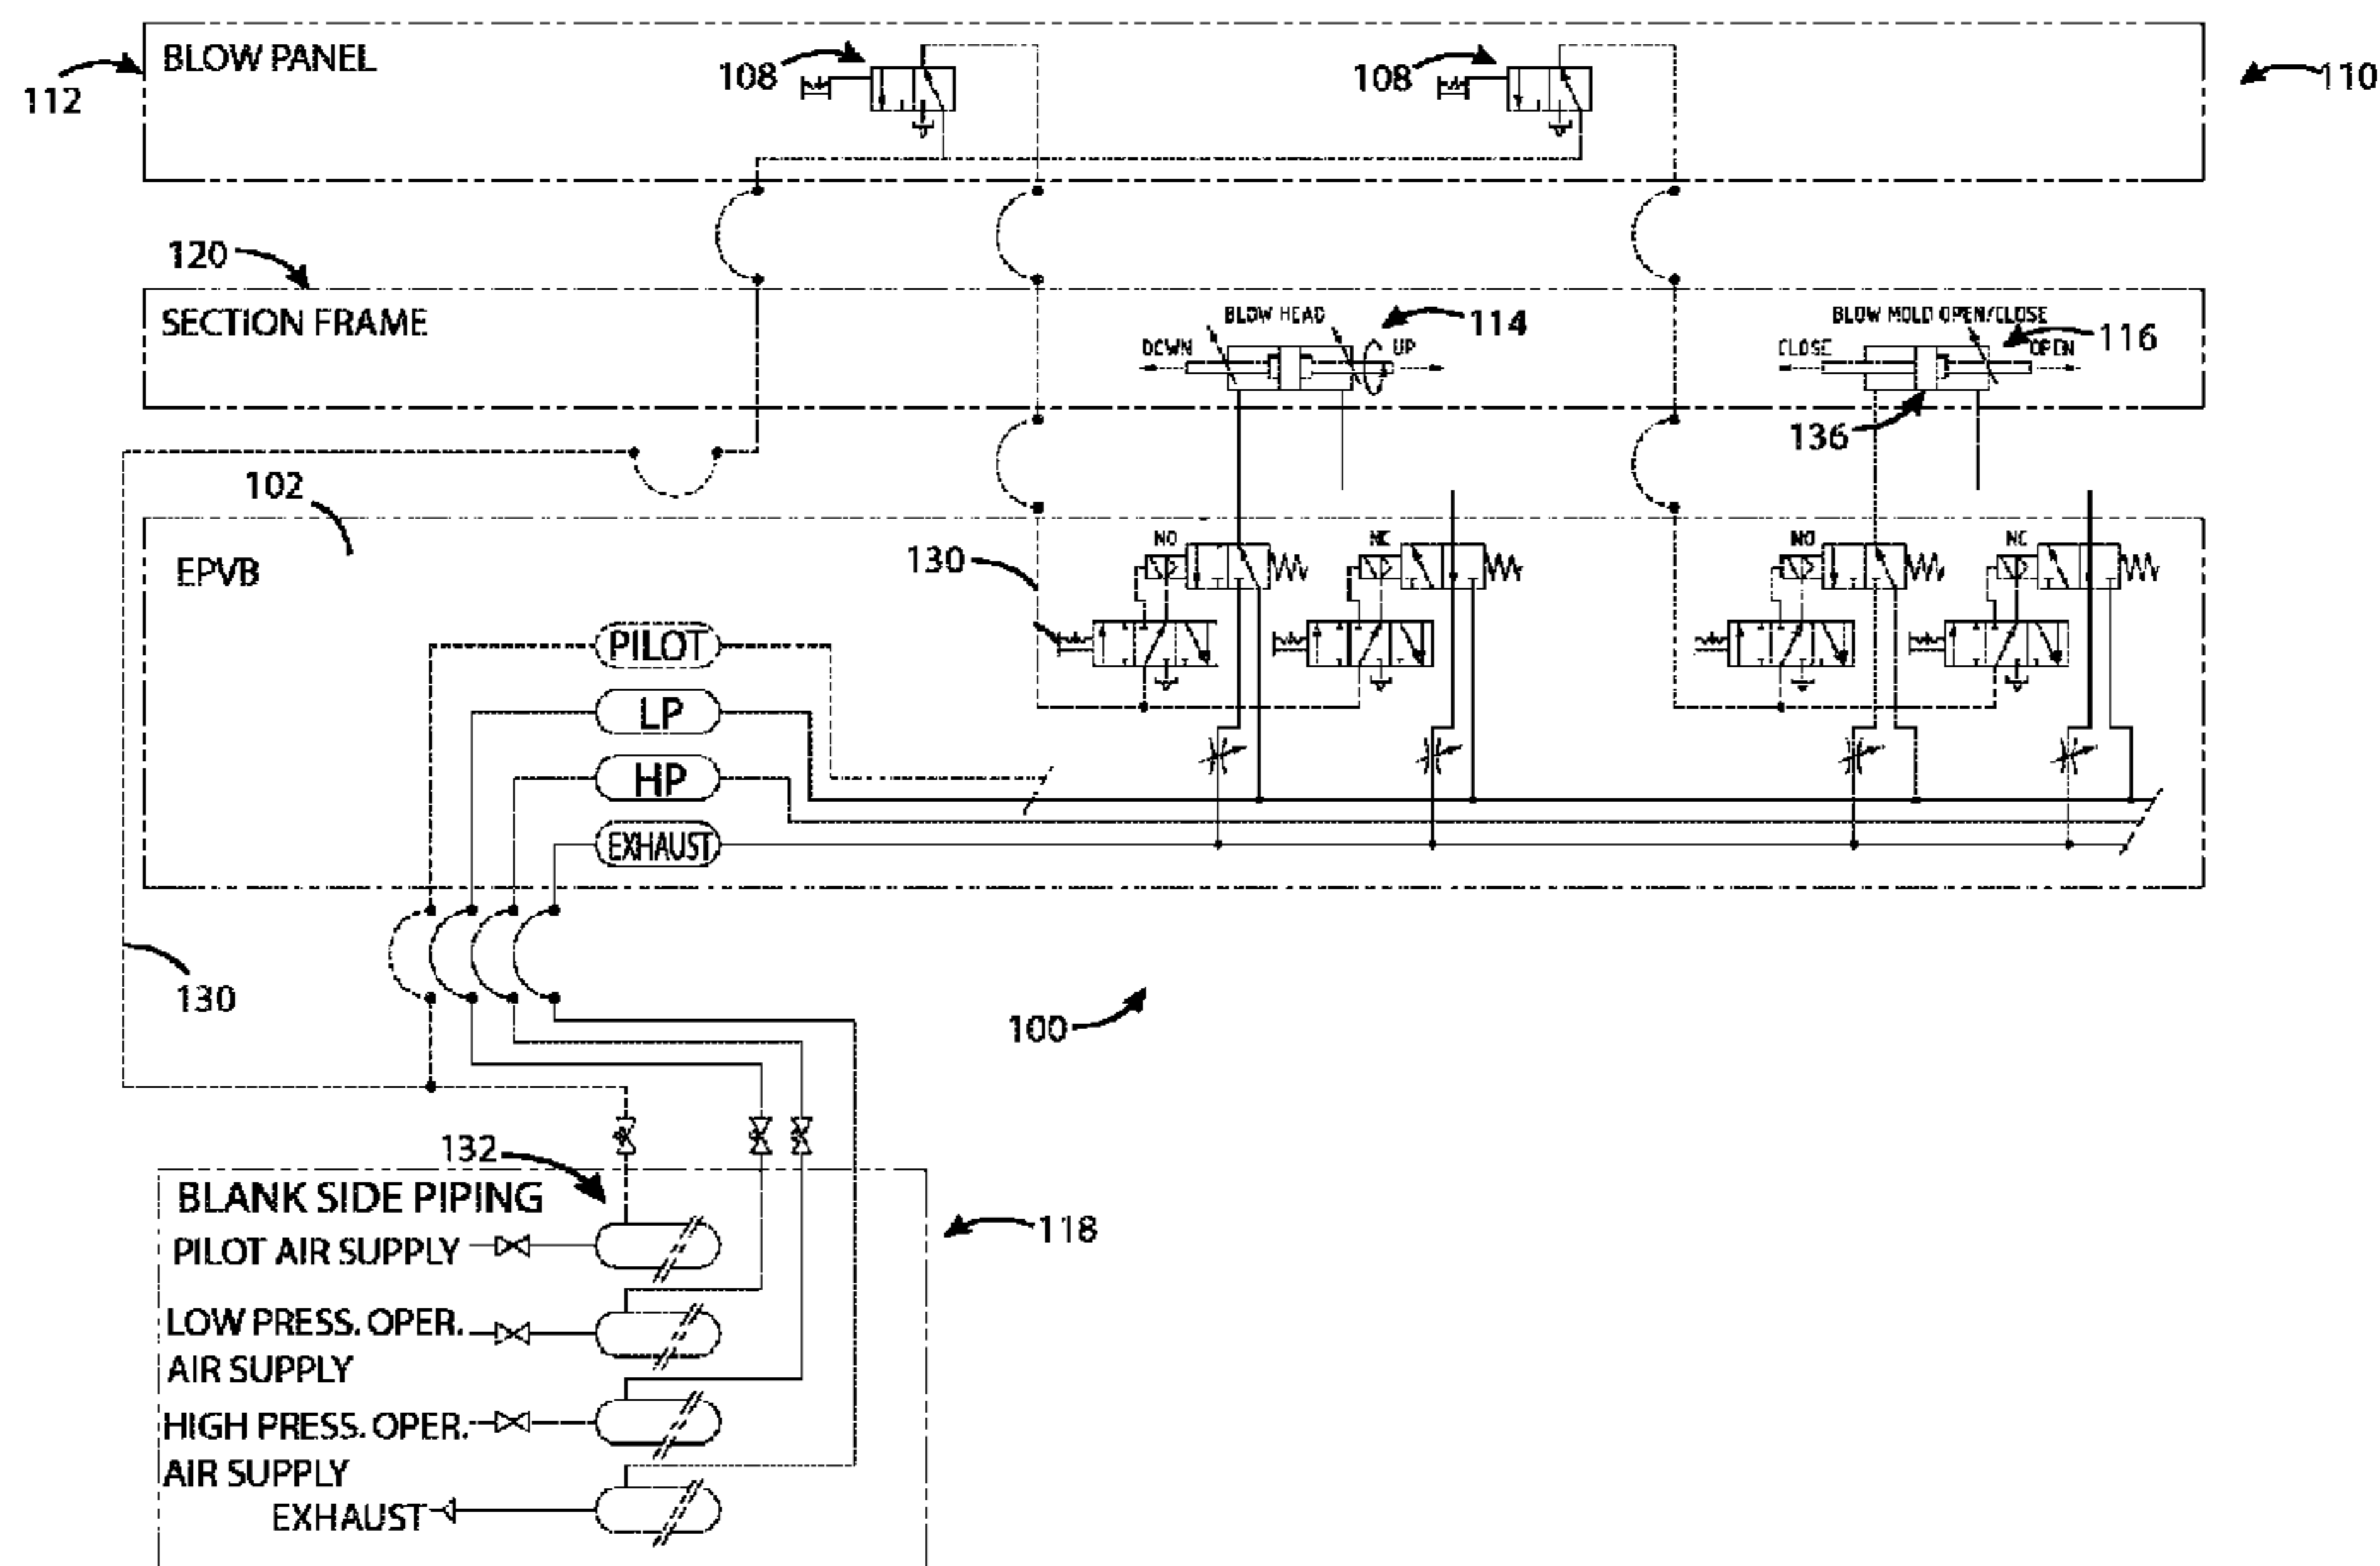 BLOW PANEL
108
108
110
112
120
SECTION FRAME
BLOW HEAD
114
DOWN
UP
BLOW MOLD OPEN/CLOSE
116
CLOSE
OPEN
136
102
EPVB
130
NO
NC
NO
NC
PILOT
LP
HP
EXHAUST
130
100
132
118
BLANK SIDE PIPING
PILOT AIR SUPPLY
LOW PRESS. OPER.
AIR SUPPLY
HIGH PRESS. OPER.
AIR SUPPLY
EXHAUST